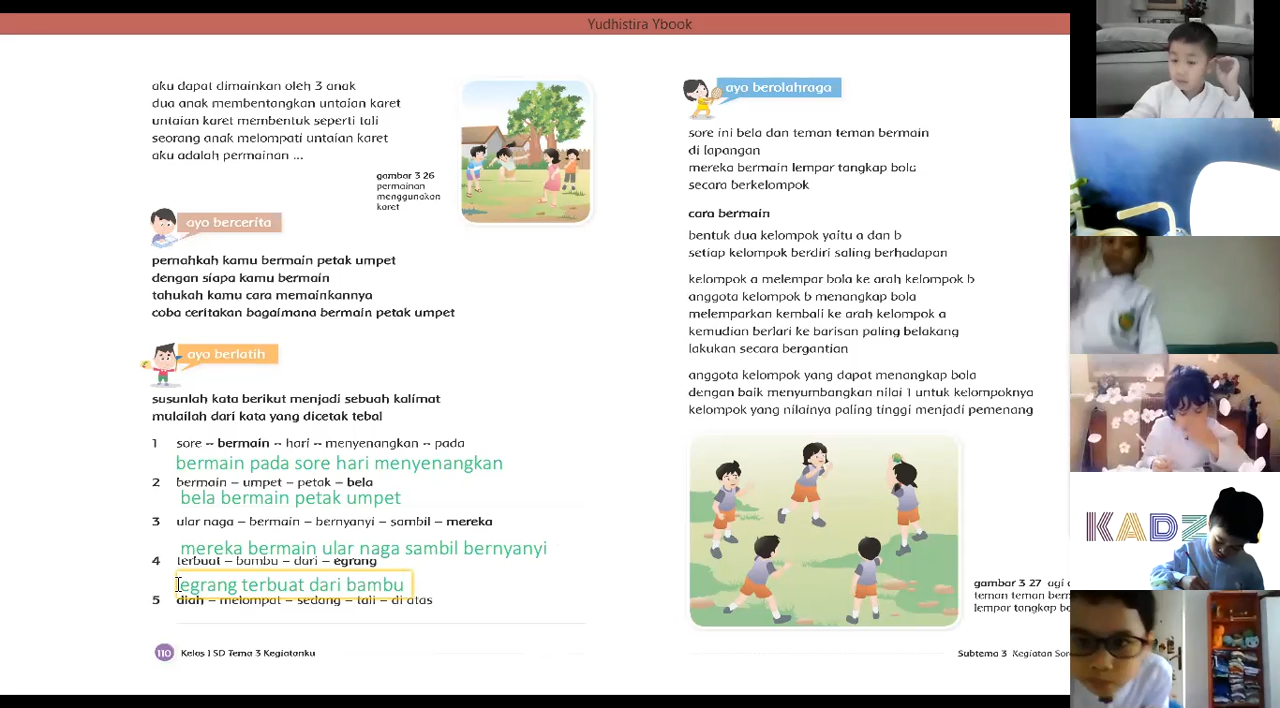 Yudhistira Ybook
aku dapat dimainkan oleh 3 anak
dua anak membentangkan untaian karet
untaian karet membentuk seperti tali
seorang anak melompati untaian karet
aku adalah permainan ...
gambar 3 26
permainan
menggunakan
karet
ayo bercerita
pernahkah kamu bermain petak umpet
dengan siapa kamu bermain
tahukah kamu cara memainkannya
coba ceritakan bagaimana bermain petak umpet
ayo berlatih
susunlah kata berikut menjadi sebuah kalimat
mulailah dari kata yang dicetak tebal
1 sore -- bermain -- hari -- menyenangkan -- pada
bermain pada sore hari menyenangkan
2 bermain – umpet – petak – bela
bela bermain petak umpet
3 ular naga – bermain – bernyanyi – sambil – mereka
mereka bermain ular naga sambil bernyanyi
4 terbuat – bambu – dari – egrang
egrang terbuat dari bambu
5 diah – melompat – sedang – tali – di atas
110 Kelas I SD Tema 3 Kegiatanku
ayo berolahraga
sore ini bela dan teman teman bermain
di lapangan
mereka bermain lempar tangkap bola
secara berkelompok
cara bermain
bentuk dua kelompok yaitu a dan b
setiap kelompok berdiri saling berhadapan
kelompok a melempar bola ke arah kelompok b
anggota kelompok b menangkap bola
melemparkan kembali ke arah kelompok a
kemudian berlari ke barisan paling belakang
lakukan secara bergantian
anggota kelompok yang dapat menangkap bola
dengan baik menyumbangkan nilai 1 untuk kelompoknya
kelompok yang nilainya paling tinggi menjadi pemenang
gambar 3 27
teman teman
lempar tangkap
Subtema 3 Kegiatan
KADZ